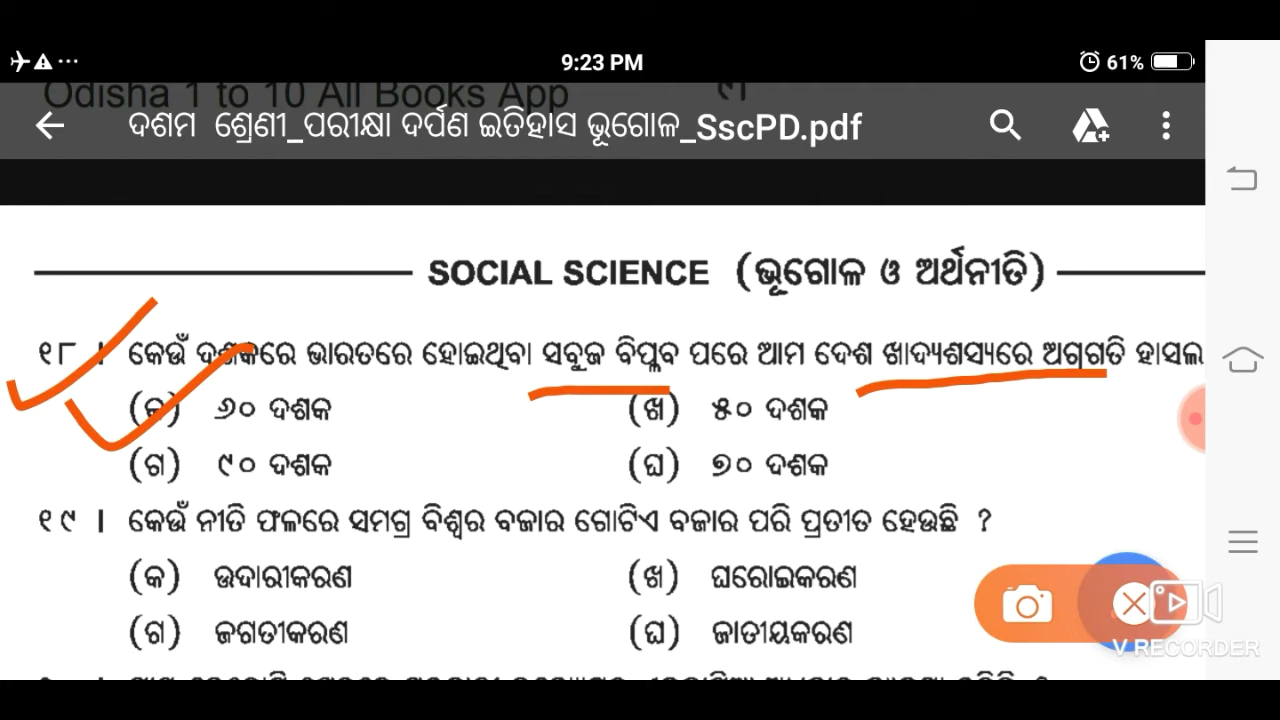 9:23 PM
61%
Odisha 1 to 10 All Books App
ଦଶମ ଶ୍ରେଣୀ_ପରୀକ୍ଷା ଦର୍ପଣ ଇତିହାସ ଭୂଗୋଳ_SscPD.pdf
SOCIAL SCIENCE (ଭୂଗୋଳ ଓ ଅର୍ଥନୀତି)
୧୮ । କେଉଁ ଦଶକରେ ଭାରତରେ ହୋଇଥିବା ସବୁଜ ବିପ୍ଳବ ପରେ ଆମ ଦେଶ ଖାଦ୍ୟଶସ୍ୟରେ ଅଗ୍ରଗତି ହାସଲ
(କ) ୬୦ ଦଶକ (ଖ) ୫୦ ଦଶକ
(ଗ) ୯୦ ଦଶକ (ଘ) ୭୦ ଦଶକ
୧୯ । କେଉଁ ନୀତି ଫଳରେ ସମଗ୍ର ବିଶ୍ୱର ବଜାର ଗୋଟିଏ ବଜାର ପରି ପ୍ରତୀତ ହେଉଛି ?
(କ) ଉଦାରୀକରଣ (ଖ) ଘରୋଇକରଣ
(ଗ) ଜଗତୀକରଣ (ଘ) ଜାତୀୟକରଣ
V RECORDER